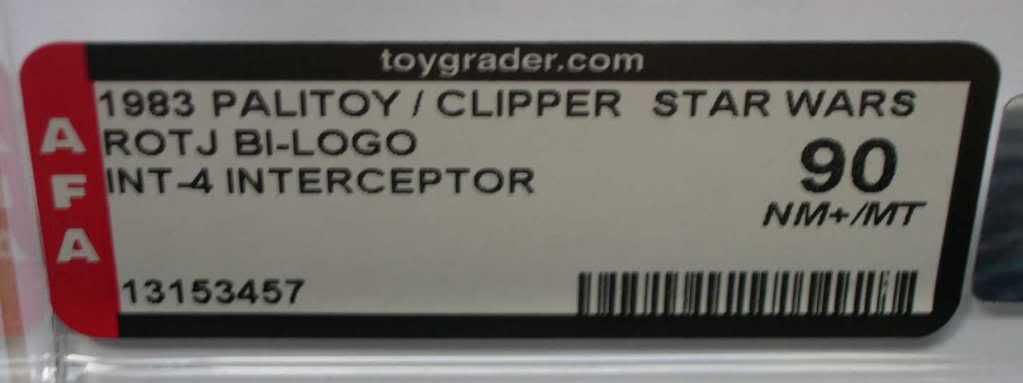 toygrader.com
AFA
1983 PALITOY / CLIPPER STAR WARS
ROTJ BI-LOGO
INT-4 INTERCEPTOR
90
NM+/MT
13153457